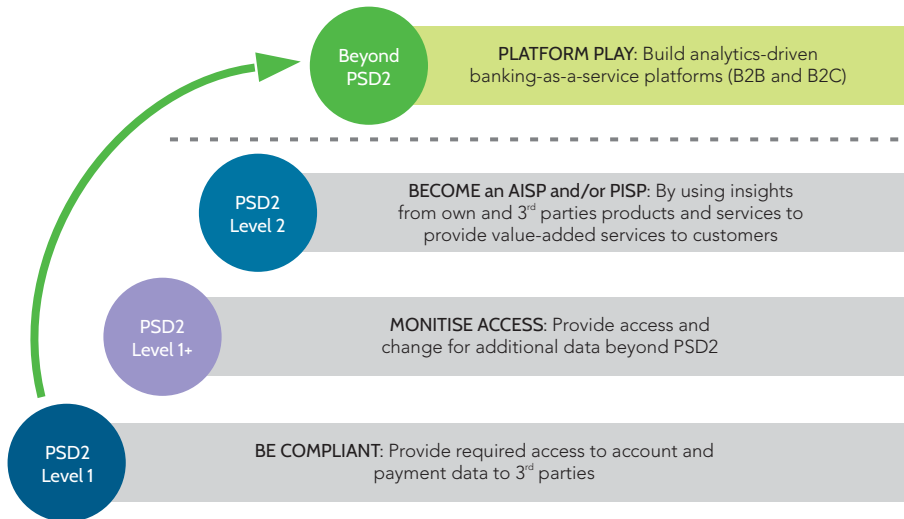 Beyond
PSD2
PLATFORM PLAY: Build analytics-driven
banking-as-a-service platforms (B2B and B2C)
PSD2
Level 2
BECOME an AISP and/or PISP: By using insights
from own and 3rd parties products and services to
provide value-added services to customers
PSD2
Level 1+
MONITISE ACCESS: Provide access and
change for additional data beyond PSD2
PSD2
Level 1
BE COMPLIANT: Provide required access to account and
payment data to 3rd parties